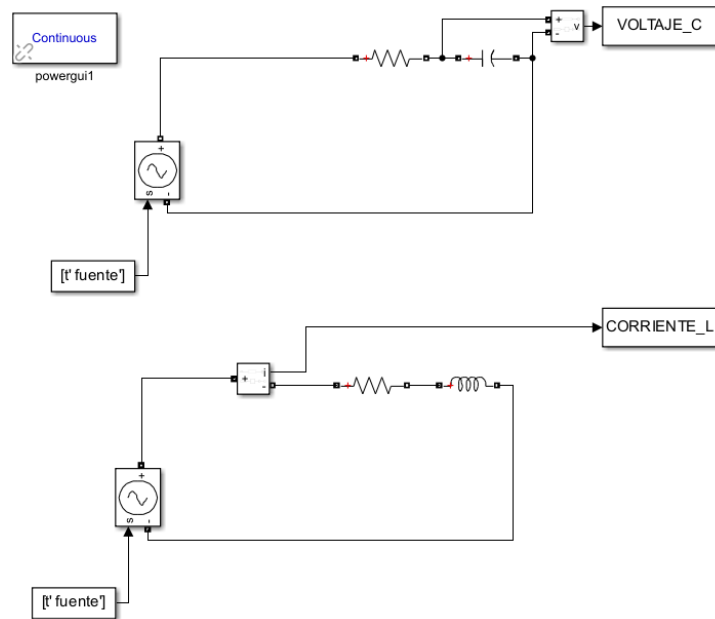 Continuous
powergui1
+
-
v
VOLTAJE_C
+
+
+
s
-
[t' fuente']
CORRIENTE_L
+
i
-
+
+
+
s
-
[t' fuente']